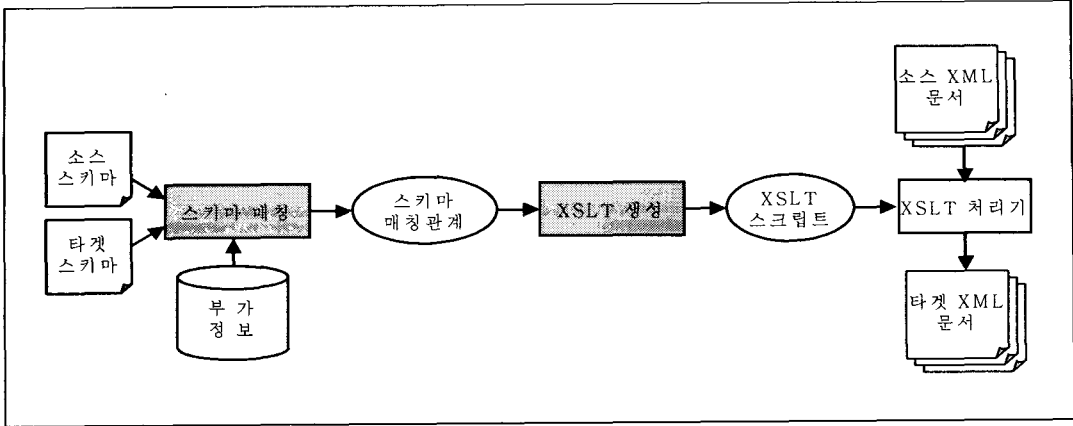 소스
스키마
타겟
스키마
스키마 매칭
부 가
정 보
스키마
매칭관계
XSLT 생성
XSLT
스크립트
소스 XML
문서
XSLT 처리기
타겟 XML
문서